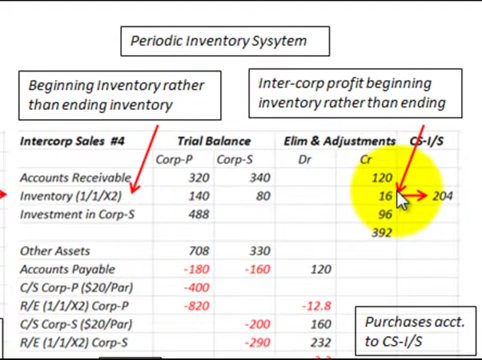 Periodic Inventory Sysytem
Beginning Inventory rather
than ending inventory
Inter-corp profit beginning
inventory rather than ending
Intercorp Sales #4 Trial Balance Elim & Adjustments CS-I/S
Corp-P Corp-S Dr Cr
Accounts Receivable 320 340 120
Inventory (1/1/X2) 140 80 16 204
Investment in Corp-S 488 96
392
Other Assets 708 330
Accounts Payable -180 -160 120
C/S Corp-P ($20/Par) -400
R/E (1/1/X2) Corp-P -820 -12.8
C/S Corp-S ($20/Par) -200 160
R/E (1/1/X2) Corp-S -290 232
Purchases acct.
to CS-I/S